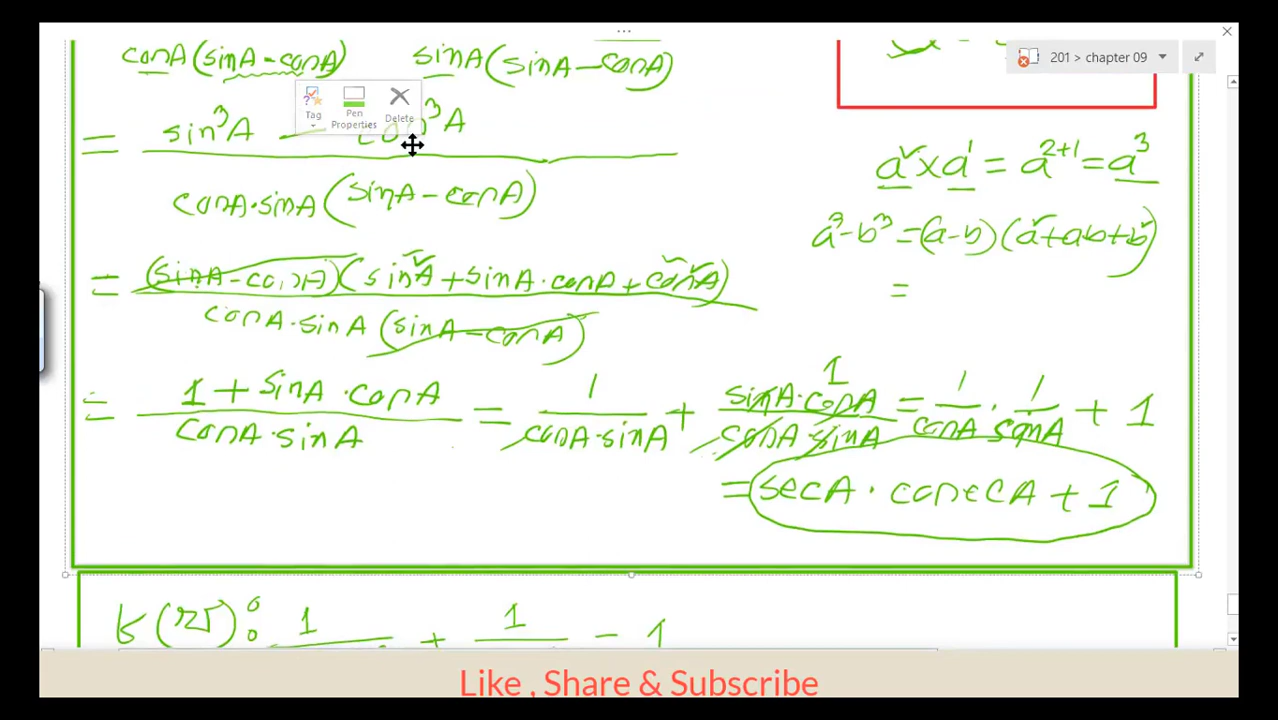 cosA(sinA-cosA) sinA(sinA-cosA)
201 > chapter 09
Tag
Pen Properties
Delete
= sin³A - cos³A
cosA·sinA(sinA-cosA)
a²×a¹ = a²⁺¹ = a³
a³-b³ = (a-b)(a²+ab+b²)
=
= (sinA-cosA)(sin²A+sinA·cosA+cos²A)
cosA·sinA(sinA-cosA)
= 1+sinA·cosA = 1 + sinA·cosA 1 = 1 · 1 + 1
cosA·sinA cosA·sinA cosA·sinA cosA sinA
= secA·cosecA+1
৮(গ): 1 + 1 - 1
Like , Share & Subscribe